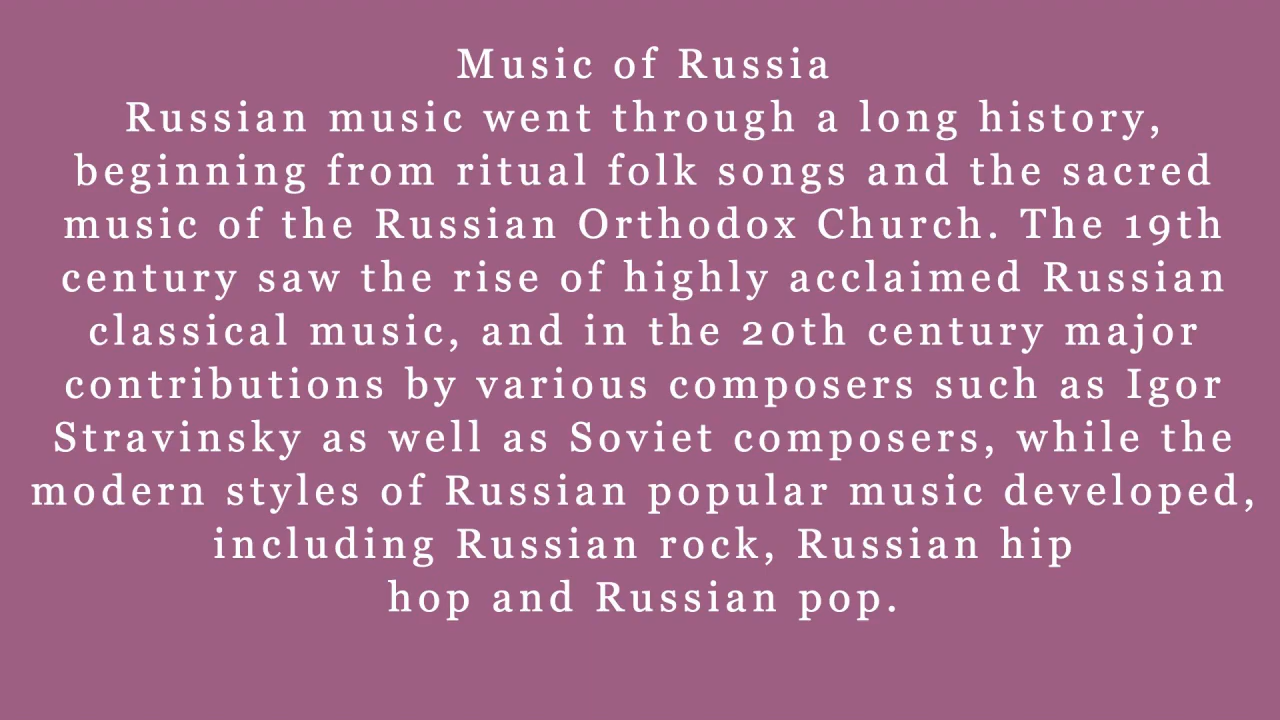 Music of Russia
Russian music went through a long history,
beginning from ritual folk songs and the sacred
music of the Russian Orthodox Church. The 19th
century saw the rise of highly acclaimed Russian
classical music, and in the 20th century major
contributions by various composers such as Igor
Stravinsky as well as Soviet composers, while the
modern styles of Russian popular music developed,
including Russian rock, Russian hip
hop and Russian pop.